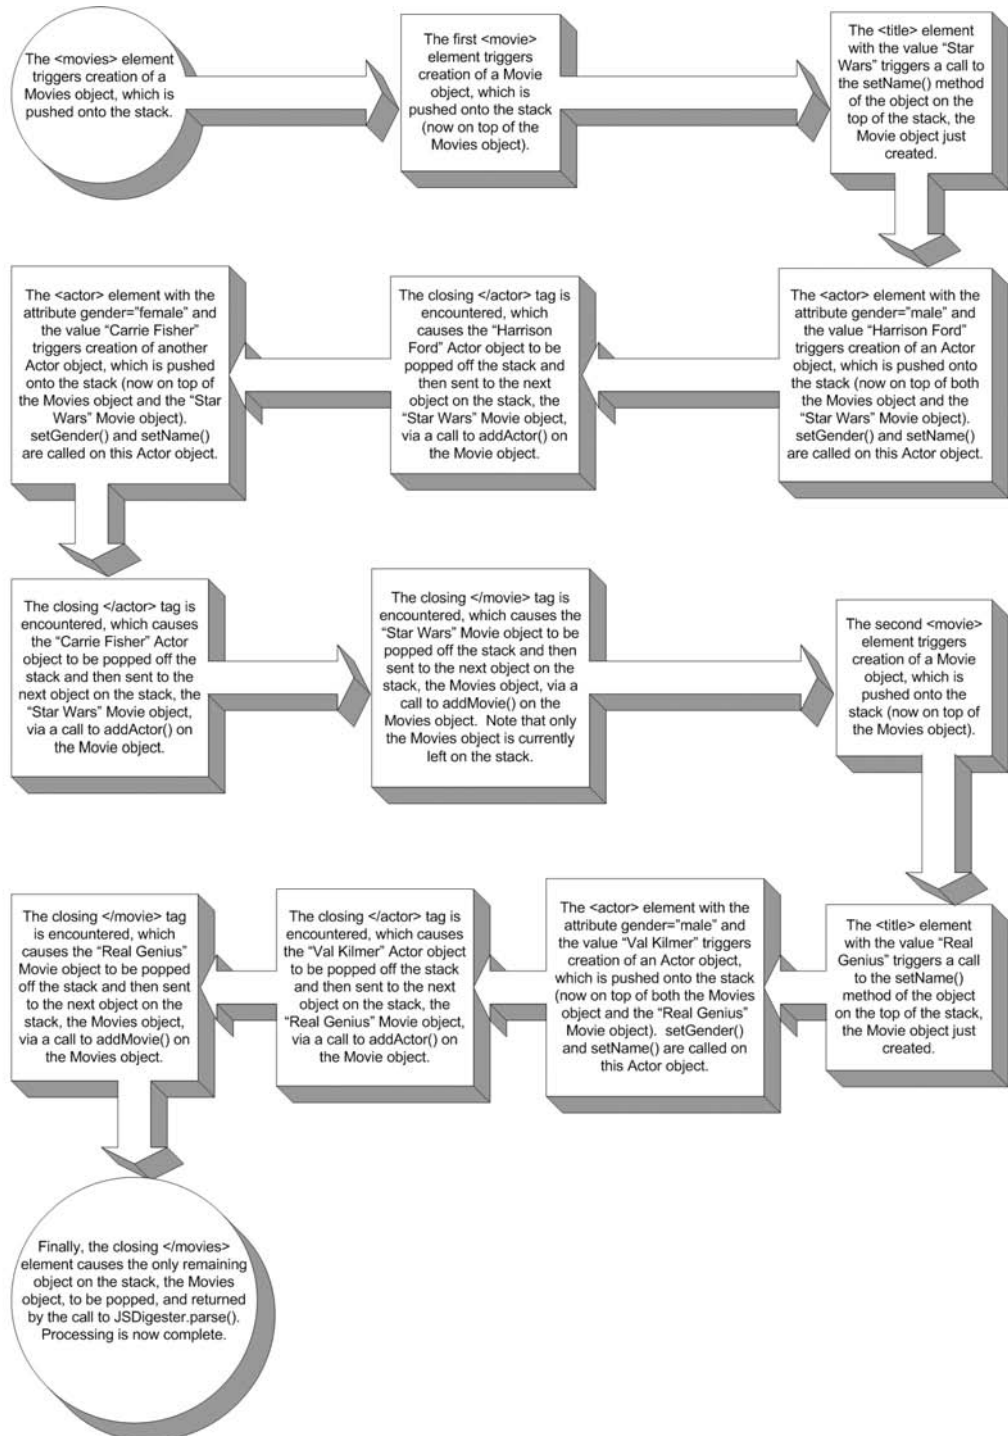 The <movies> element
triggers creation of a
Movies object, which is
pushed onto the stack.
The first <movie>
element triggers
creation of a Movie
object, which is
pushed onto the stack
(now on top of the
Movies object).
The <title> element
with the value “Star
Wars” triggers a call to
the setName() method
of the object on the
top of the stack, the
Movie object just
created.
The <actor> element with the
attribute gender=”male” and
the value “Harrison Ford”
triggers creation of an Actor
object, which is pushed onto
the stack (now on top of both
the Movies object and the
“Star Wars” Movie object).
setGender() and setName()
are called on this Actor object.
The closing </actor> tag is
encountered, which
causes the “Harrison
Ford” Actor object to be
popped off the stack and
then sent to the next
object on the stack, the
“Star Wars” Movie object,
via a call to addActor() on
the Movie object.
The <actor> element with the
attribute gender=”female” and
the value “Carrie Fisher”
triggers creation of another
Actor object, which is pushed
onto the stack (now on top of
the Movies object and the “Star
Wars” Movie object).
setGender() and setName()
are called on this Actor object.
The closing </actor> tag is
encountered, which causes
the “Carrie Fisher” Actor
object to be popped off the
stack and then sent to the
next object on the stack, the
“Star Wars” Movie object,
via a call to addActor() on
the Movie object.
The closing </movie> tag is
encountered, which causes the
“Star Wars” Movie object to be
popped off the stack and then
sent to the next object on the
stack, the Movies object, via a
call to addMovie() on the
Movies object.  Note that only
the Movies object is currently
left on the stack.
The second <movie>
element triggers
creation of a Movie
object, which is
pushed onto the
stack (now on top of
the Movies object).
The <title> element
with the value “Real
Genius” triggers a call
to the setName()
method of the object
on the top of the stack,
the Movie object just
created.
The <actor> element with the
attribute gender=”male” and
the value “Val Kilmer” triggers
creation of an Actor object,
which is pushed onto the stack
(now on top of both the Movies
object and the “Real Genius”
Movie object).  setGender()
and setName() are called on
this Actor object.
The closing </actor> tag is
encountered, which causes
the “Val Kilmer” Actor object
to be popped off the stack
and then sent to the next
object on the stack, the
“Real Genius” Movie object,
via a call to addActor() on
the Movie object.
The closing </movie> tag
is encountered, which
causes the “Real Genius”
Movie object to be popped
off the stack and then sent
to the next object on the
stack, the Movies object,
via a call to addMovie() on
the Movies object.
Finally, the closing </movies>
element causes the only remaining
object on the stack, the Movies
object, to be popped, and returned
by the call to JSDigester.parse().
Processing is now complete.